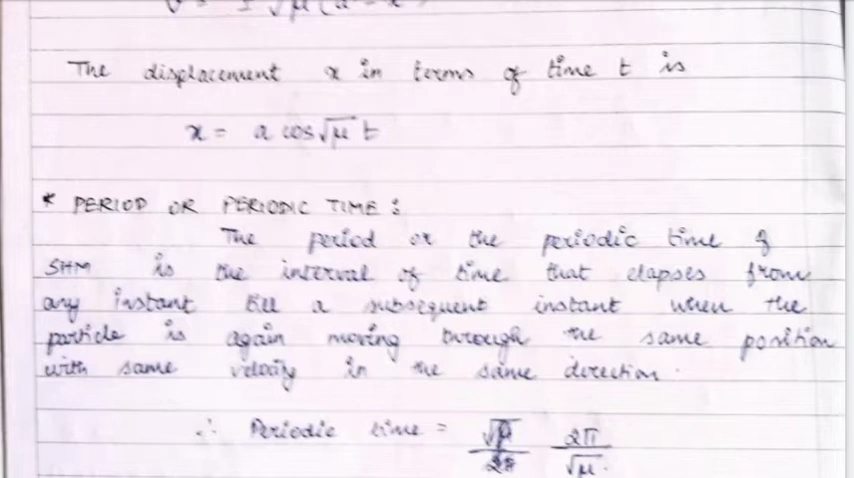 The displacement x in terms of time t is
x = a cos √μ t
* PERIOD OR PERIODIC TIME :
The period or the periodic time of
SHM is the interval of time that elapses from
any instant till a subsequent instant when the
particle is again moving through the same position
with same velocity in the same direction.
∴ Periodic time = 2π/√μ.